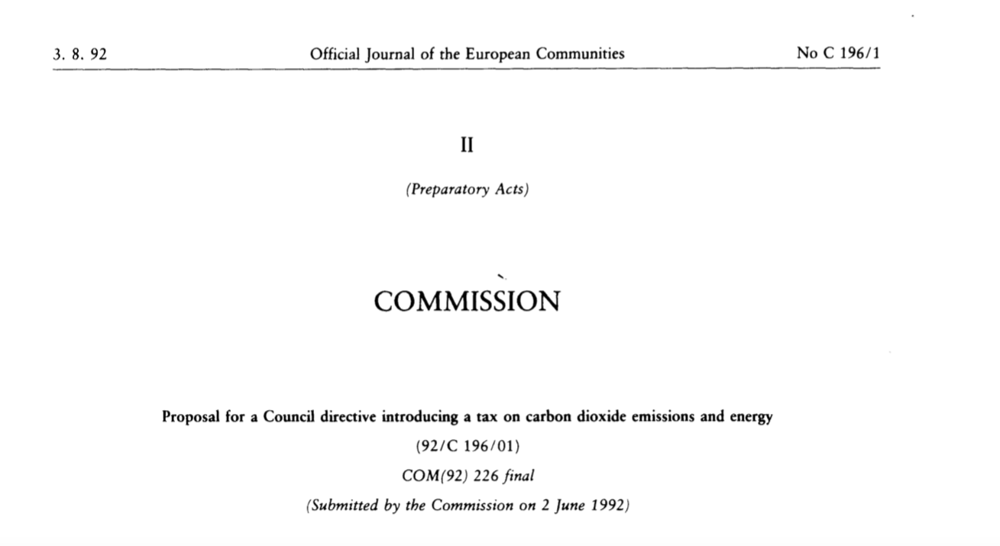 3. 8. 92 Official Journal of the European Communities No C 196/1
II
(Preparatory Acts)
COMMISSION
Proposal for a Council directive introducing a tax on carbon dioxide emissions and energy
(92/C 196/01)
COM(92) 226 final
(Submitted by the Commission on 2 June 1992)